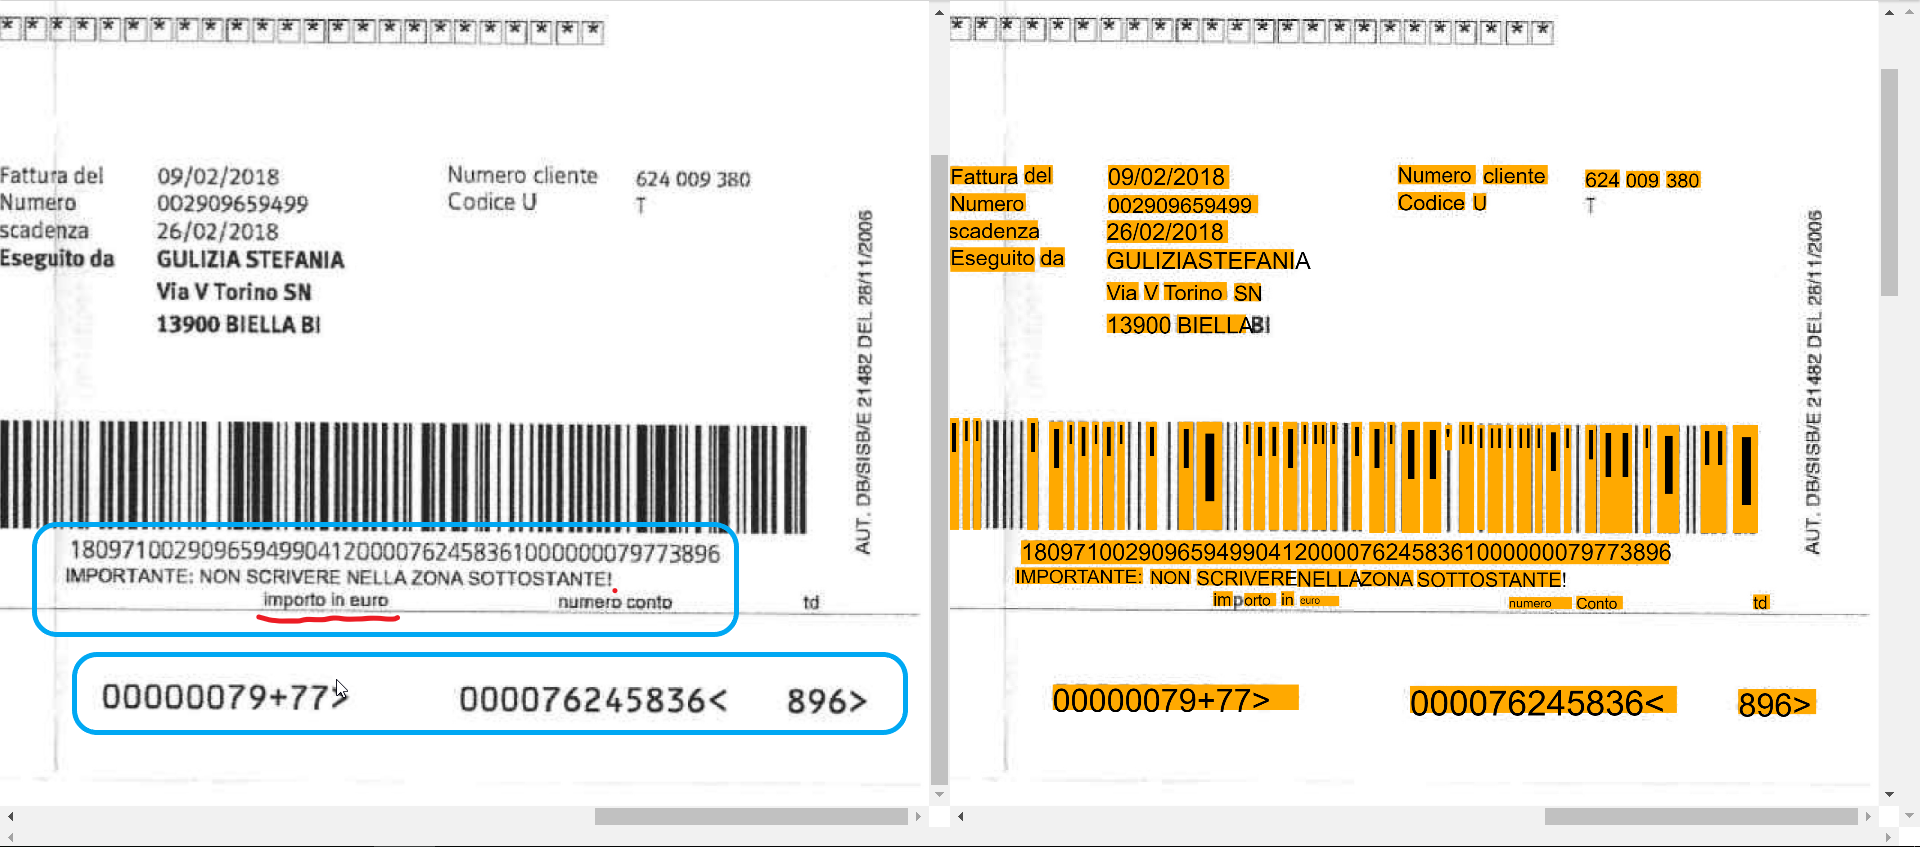 * * * * * * * * * * * * * * * * * * * * * * * *
Fattura del 09/02/2018 Numero cliente 624 009 380
Numero 002909659499 Codice U T
scadenza 26/02/2018
Eseguito da GULIZIA STEFANIA
Via V Torino SN
13900 BIELLA BI
AUT. DB/SISB/E 21482 DEL 28/11/2006
180971002909659499041200007624583610000000079773896
IMPORTANTE: NON SCRIVERE NELLA ZONA SOTTOSTANTE!
importo in euro numero conto td
00000079+77> 000076245836< 896>
* * * * * * * * * * * * * * * * * * * * * * * *
Fattura del 09/02/2018 Numero cliente 624 009 380
Numero 002909659499 Codice U T
scadenza 26/02/2018
Eseguito da GULIZIASTEFANIA
Via V Torino SN
13900 BIELLABI
AUT. DB/SISB/E 21482 DEL 28/11/2006
180971002909659499041200007624583610000000079773896
IMPORTANTE: NON SCRIVERENELLAZONA SOTTOSTANTE!
importo in euro numero Conto td
00000079+77> 000076245836< 896>